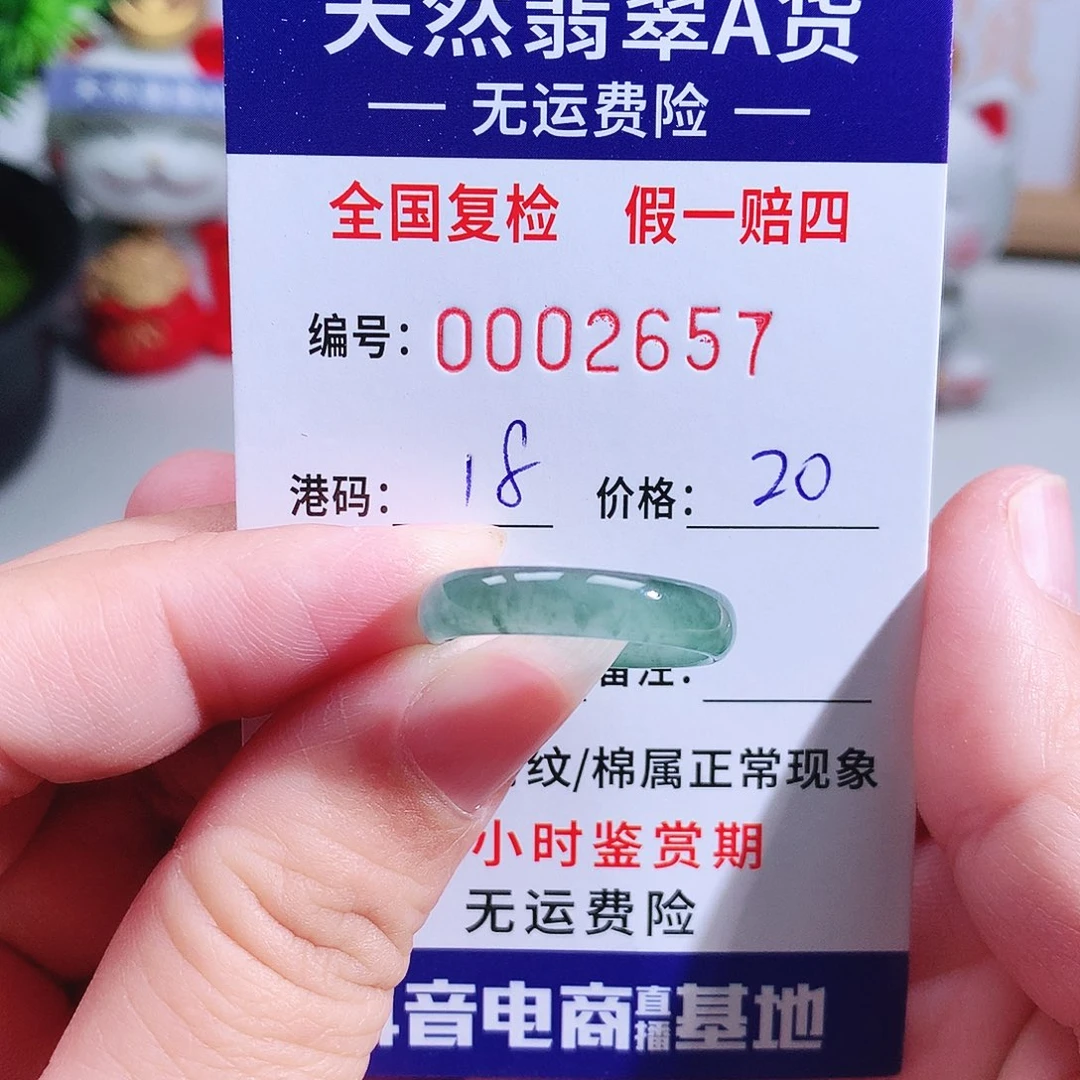 天然翡翠A货
— 无运费险 —
全国复检 假一赔四
编号：0002657
港码：18 价格：20
备注：
纹/棉属正常现象
小时鉴赏期
无运费险
音电商直播基地